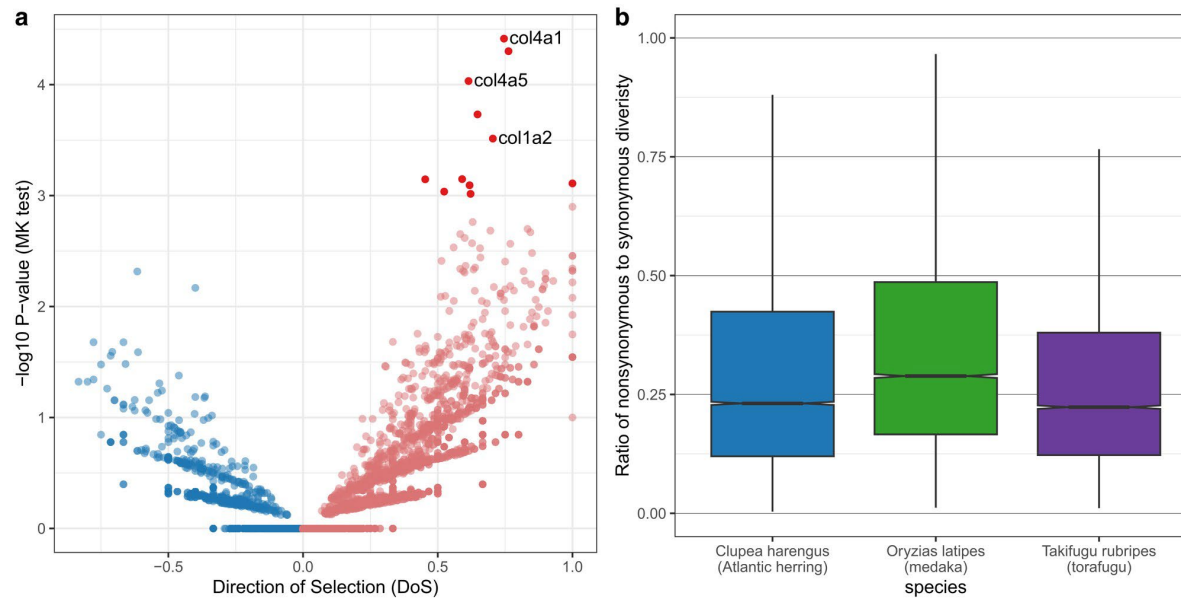 a
col4a1
col4a5
col1a2
−log10 P−value (MK test)
4
3
2
1
0
−0.5
0.0
0.5
1.0
Direction of Selection (DoS)
b
Ratio of nonsynonymous to synonymous diveristy
1.00
0.75
0.50
0.25
0.00
Clupea harengus
(Atlantic herring)
Oryzias latipes
(medaka)
Takifugu rubripes
(torafugu)
species